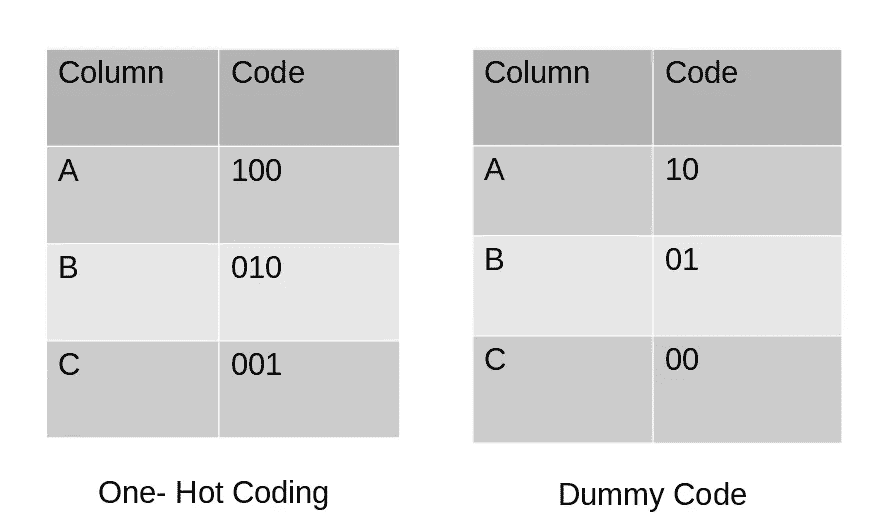 Column Code
A 100
B 010
C 001
One- Hot Coding
Column Code
A 10
B 01
C 00
Dummy Code